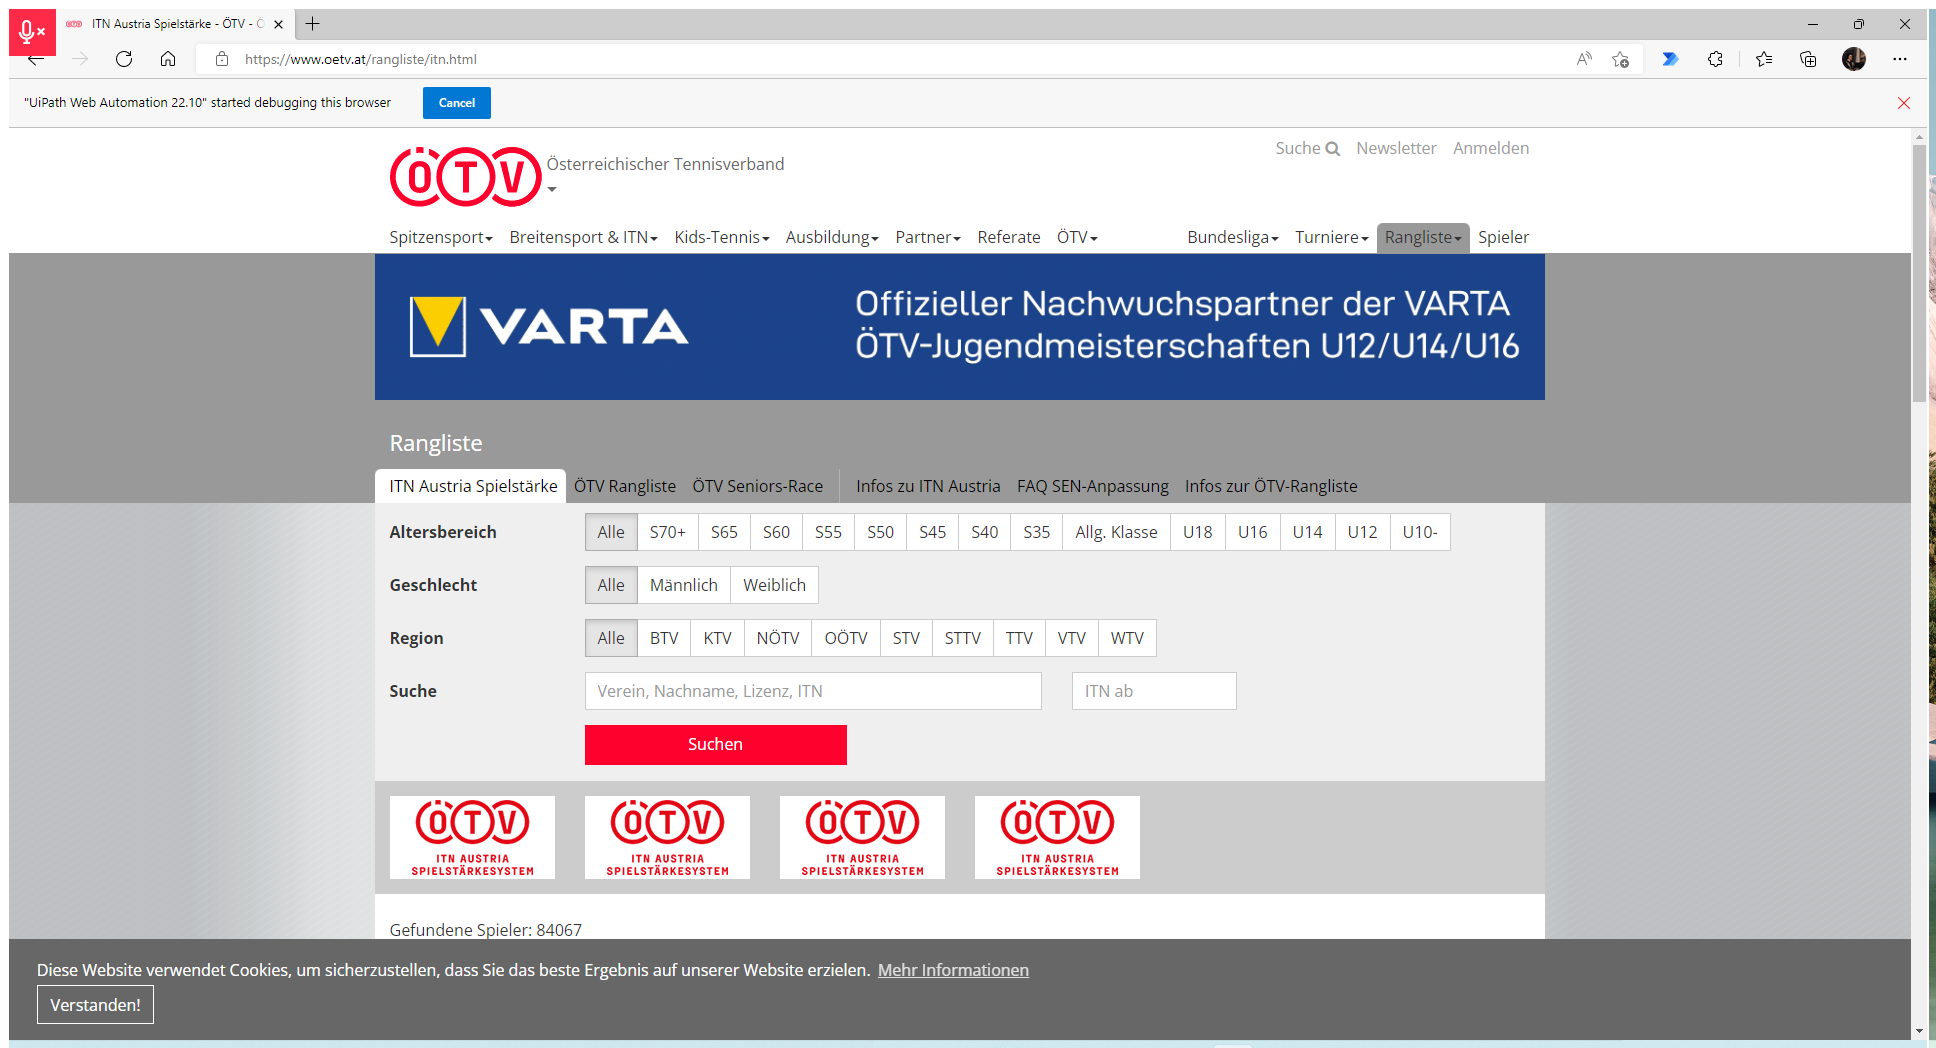 ITN Austria Spielstärke - ÖTV - Ö
https://www.oetv.at/rangliste/itn.html
"UiPath Web Automation 22.10" started debugging this browser
Cancel
Suche Newsletter Anmelden
ÖTV Österreichischer Tennisverband
Spitzensport Breitensport & ITN Kids-Tennis Ausbildung Partner Referate ÖTV Bundesliga Turniere Rangliste Spieler
VARTA
Offizieller Nachwuchspartner der VARTA
ÖTV-Jugendmeisterschaften U12/U14/U16
Rangliste
ITN Austria Spielstärke ÖTV Rangliste ÖTV Seniors-Race Infos zu ITN Austria FAQ SEN-Anpassung Infos zur ÖTV-Rangliste
Altersbereich Alle S70+ S65 S60 S55 S50 S45 S40 S35 Allg. Klasse U18 U16 U14 U12 U10-
Geschlecht Alle Männlich Weiblich
Region Alle BTV KTV NÖTV OÖTV STV STTV TTV VTV WTV
Suche Verein, Nachname, Lizenz, ITN ITN ab
Suchen
ÖTV ÖTV ÖTV ÖTV
ITN AUSTRIA ITN AUSTRIA ITN AUSTRIA ITN AUSTRIA
SPIELSTÄRKESYSTEM SPIELSTÄRKESYSTEM SPIELSTÄRKESYSTEM SPIELSTÄRKESYSTEM
Gefundene Spieler: 84067
Diese Website verwendet Cookies, um sicherzustellen, dass Sie das beste Ergebnis auf unserer Website erzielen. Mehr Informationen
Verstanden!